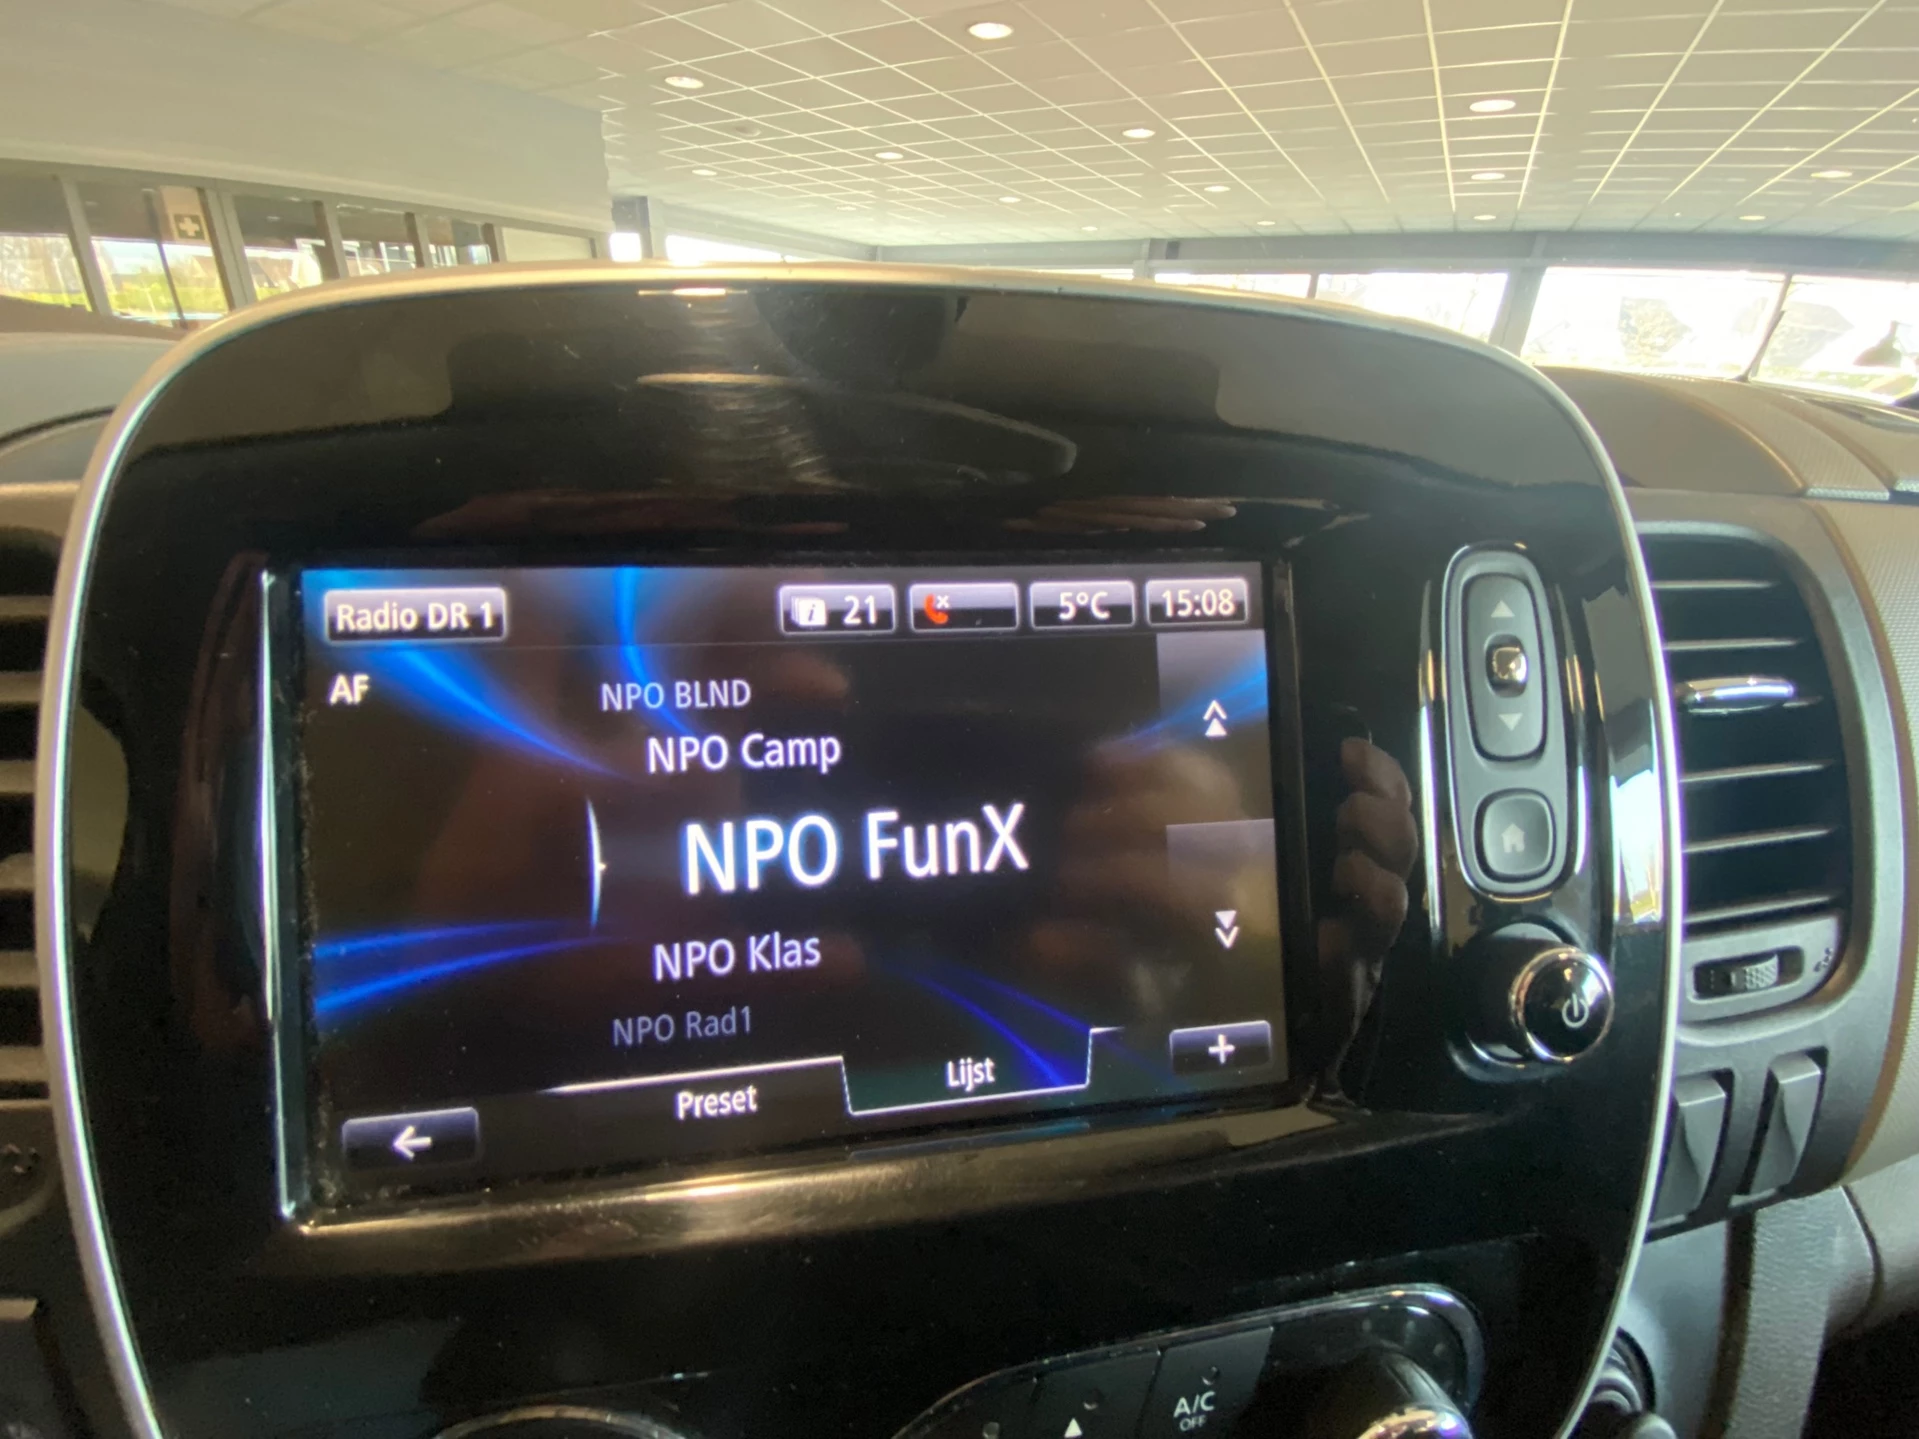 Radio DR 1
21
5°C
15:08
AF
NPO BLND
NPO Camp
NPO FunX
NPO Klas
NPO Rad1
Preset
Lijst
A/C
OFF